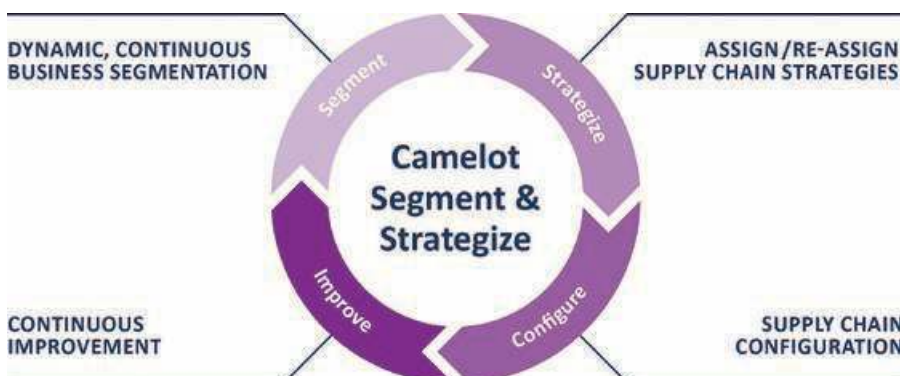 DYNAMIC, CONTINUOUS
BUSINESS SEGMENTATION
ASSIGN/RE-ASSIGN
SUPPLY CHAIN STRATEGIES
Segment
Strategize
Camelot
Segment &
Strategize
Improve
Configure
CONTINUOUS
IMPROVEMENT
SUPPLY CHAIN
CONFIGURATION